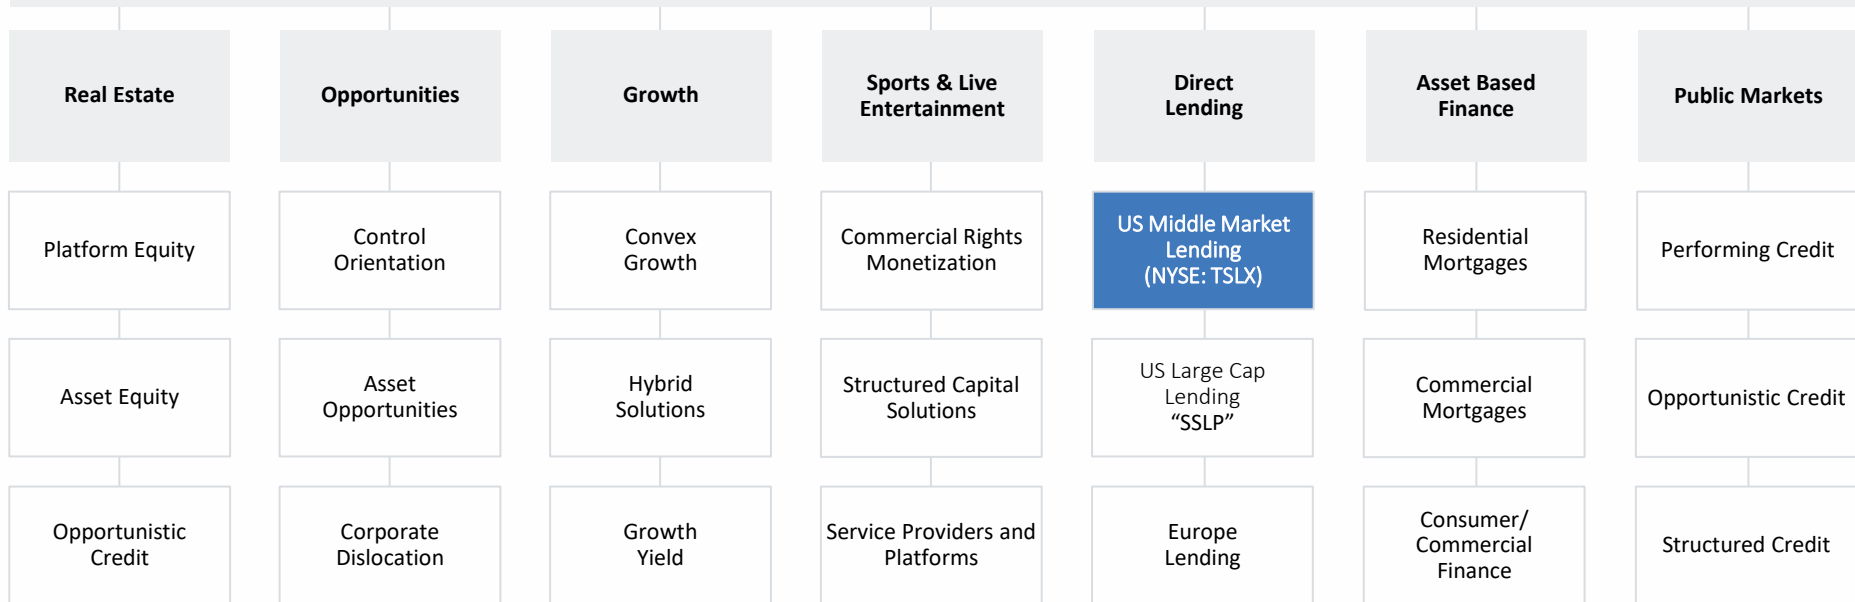 Real Estate
Opportunities
Growth
Sports & Live
Entertainment
Direct
Lending
Asset Based
Finance
Public Markets
Platform Equity
Control
Orientation
Convex
Growth
Commercial Rights
Monetization
US Middle Market
Lending
(NYSE: TSLX)
Residential
Mortgages
Performing Credit
Asset Equity
Asset
Opportunities
Hybrid
Solutions
Structured Capital
Solutions
US Large Cap
Lending
“SSLP”
Commercial
Mortgages
Opportunistic Credit
Opportunistic
Credit
Corporate
Dislocation
Growth
Yield
Service Providers and
Platforms
Europe
Lending
Consumer/
Commercial
Finance
Structured Credit